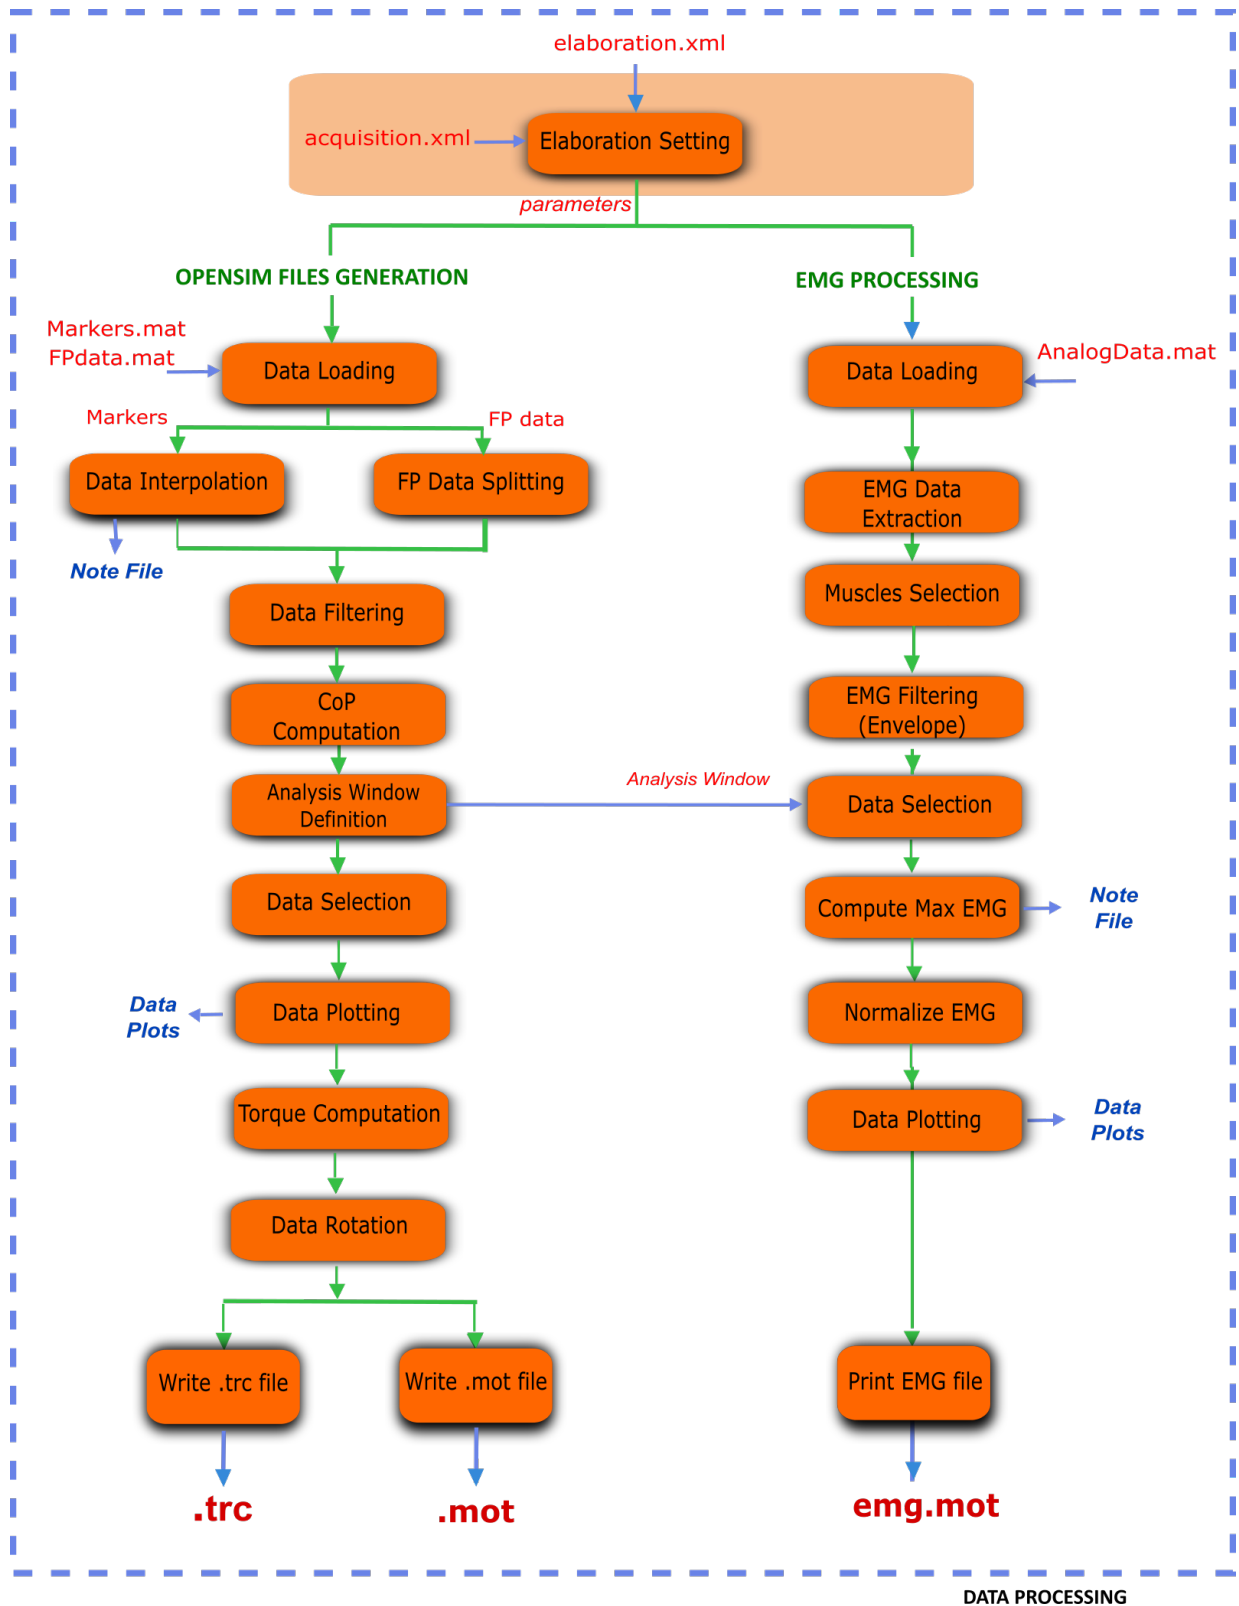 elaboration.xml
acquisition.xml
Elaboration Setting
parameters
OPENSIM FILES GENERATION
Markers.mat
FPdata.mat
Data Loading
Markers
FP data
Data Interpolation
FP Data Splitting
Note File
Data Filtering
CoP
Computation
Analysis Window
Definition
Analysis Window
Data Selection
Data Plotting
Data
Plots
Torque Computation
Data Rotation
Write .trc file
Write .mot file
.trc
.mot
EMG PROCESSING
Data Loading
AnalogData.mat
EMG Data
Extraction
Muscles Selection
EMG Filtering
(Envelope)
Data Selection
Compute Max EMG
Note
File
Normalize EMG
Data Plotting
Data
Plots
Print EMG file
emg.mot
DATA PROCESSING